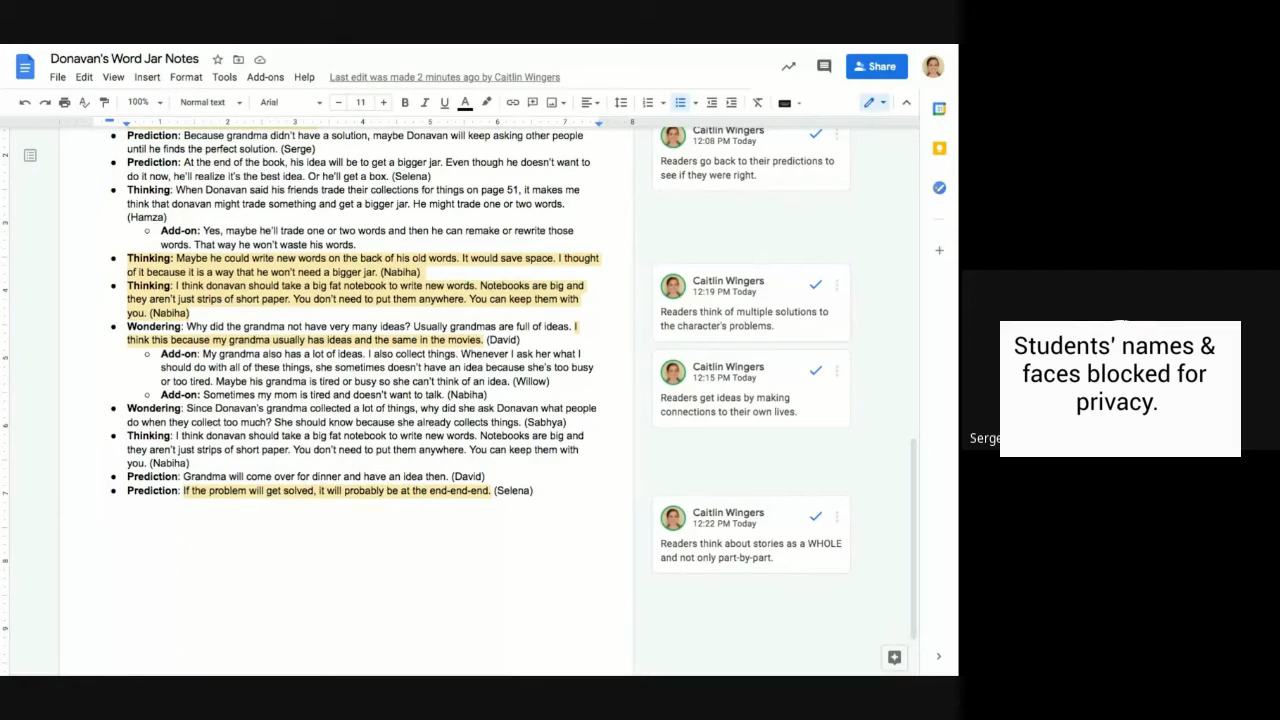 Donavan's Word Jar Notes
File Edit View Insert Format Tools Add-ons Help Last edit was made 2 minutes ago by Caitlin Wingers
Share
100% Normal text Arial 11
1 2 3 4 5 6 7 8
Prediction: Because grandma didn't have a solution, maybe Donavan will keep asking other people
until he finds the perfect solution. (Serge)
Prediction: At the end of the book, his idea will be to get a bigger jar. Even though he doesn't want to
do it now, he'll realize it's the best idea. Or he'll get a box. (Selena)
Thinking: When Donavan said his friends trade their collections for things on page 51, it makes me
think that donavan might trade something and get a bigger jar. He might trade one or two words.
(Hamza)
Add-on: Yes, maybe he'll trade one or two words and then he can remake or rewrite those
words. That way he won't waste his words.
Thinking: Maybe he could write new words on the back of his old words. It would save space. I thought
of it because it is a way that he won't need a bigger jar. (Nabiha)
Thinking: I think donavan should take a big fat notebook to write new words. Notebooks are big and
they aren't just strips of short paper. You don't need to put them anywhere. You can keep them with
you. (Nabiha)
Wondering: Why did the grandma not have very many ideas? Usually grandmas are full of ideas. I
think this because my grandma usually has ideas and the same in the movies. (David)
Add-on: My grandma also has a lot of ideas. I also collect things. Whenever I ask her what I
should do with all of these things, she sometimes doesn't have an idea because she's too busy
or too tired. Maybe his grandma is tired or busy so she can't think of an idea. (Willow)
Add-on: Sometimes my mom is tired and doesn't want to talk. (Nabiha)
Wondering: Since Donavan's grandma collected a lot of things, why did she ask Donavan what people
do when they collect too much? She should know because she already collects things. (Sabhya)
Thinking: I think donavan should take a big fat notebook to write new words. Notebooks are big and
they aren't just strips of short paper. You don't need to put them anywhere. You can keep them with
you. (Nabiha)
Prediction: Grandma will come over for dinner and have an idea then. (David)
Prediction: If the problem will get solved, it will probably be at the end-end-end. (Selena)
Caitlin Wingers
12:08 PM Today
Readers go back to their predictions to
see if they were right.
Caitlin Wingers
12:19 PM Today
Readers think of multiple solutions to
the character's problems.
Caitlin Wingers
12:15 PM Today
Readers get ideas by making
connections to their own lives.
Caitlin Wingers
12:22 PM Today
Readers think about stories as a WHOLE
and not only part-by-part.
Students' names &
faces blocked for
privacy.
Serge